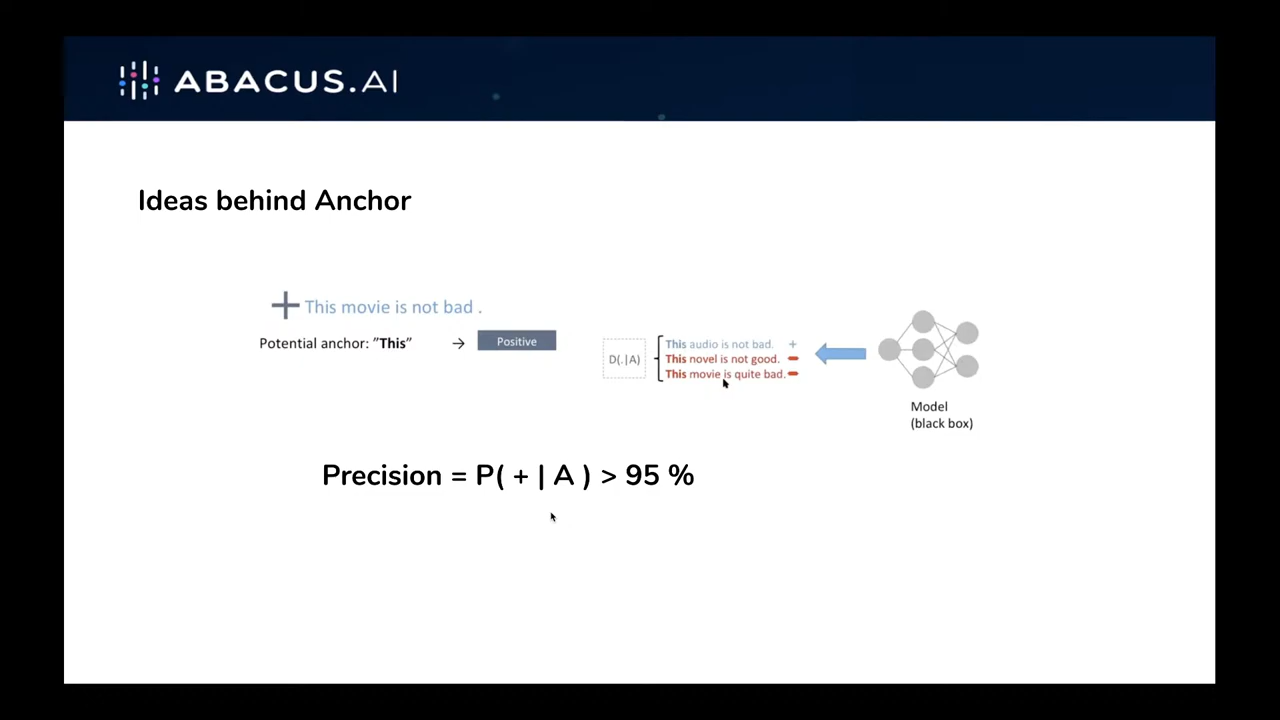 ABACUS.AI
Ideas behind Anchor
+ This movie is not bad .
Potential anchor: ”This” → Positive
D(.|A)
This audio is not bad. +
This novel is not good. -
This movie is quite bad. -
Model
(black box)
Precision = P( + | A ) > 95 %